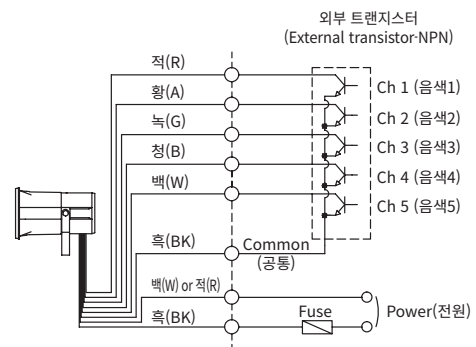 외부 트랜지스터
(External transistor-NPN)
적(R)
Ch 1 (음색1)
황(A)
Ch 2 (음색2)
녹(G)
Ch 3 (음색3)
청(B)
Ch 4 (음색4)
백(W)
Ch 5 (음색5)
흑(BK)
Common
(공통)
백(W) or 적(R)
흑(BK)
Fuse
Power(전원)